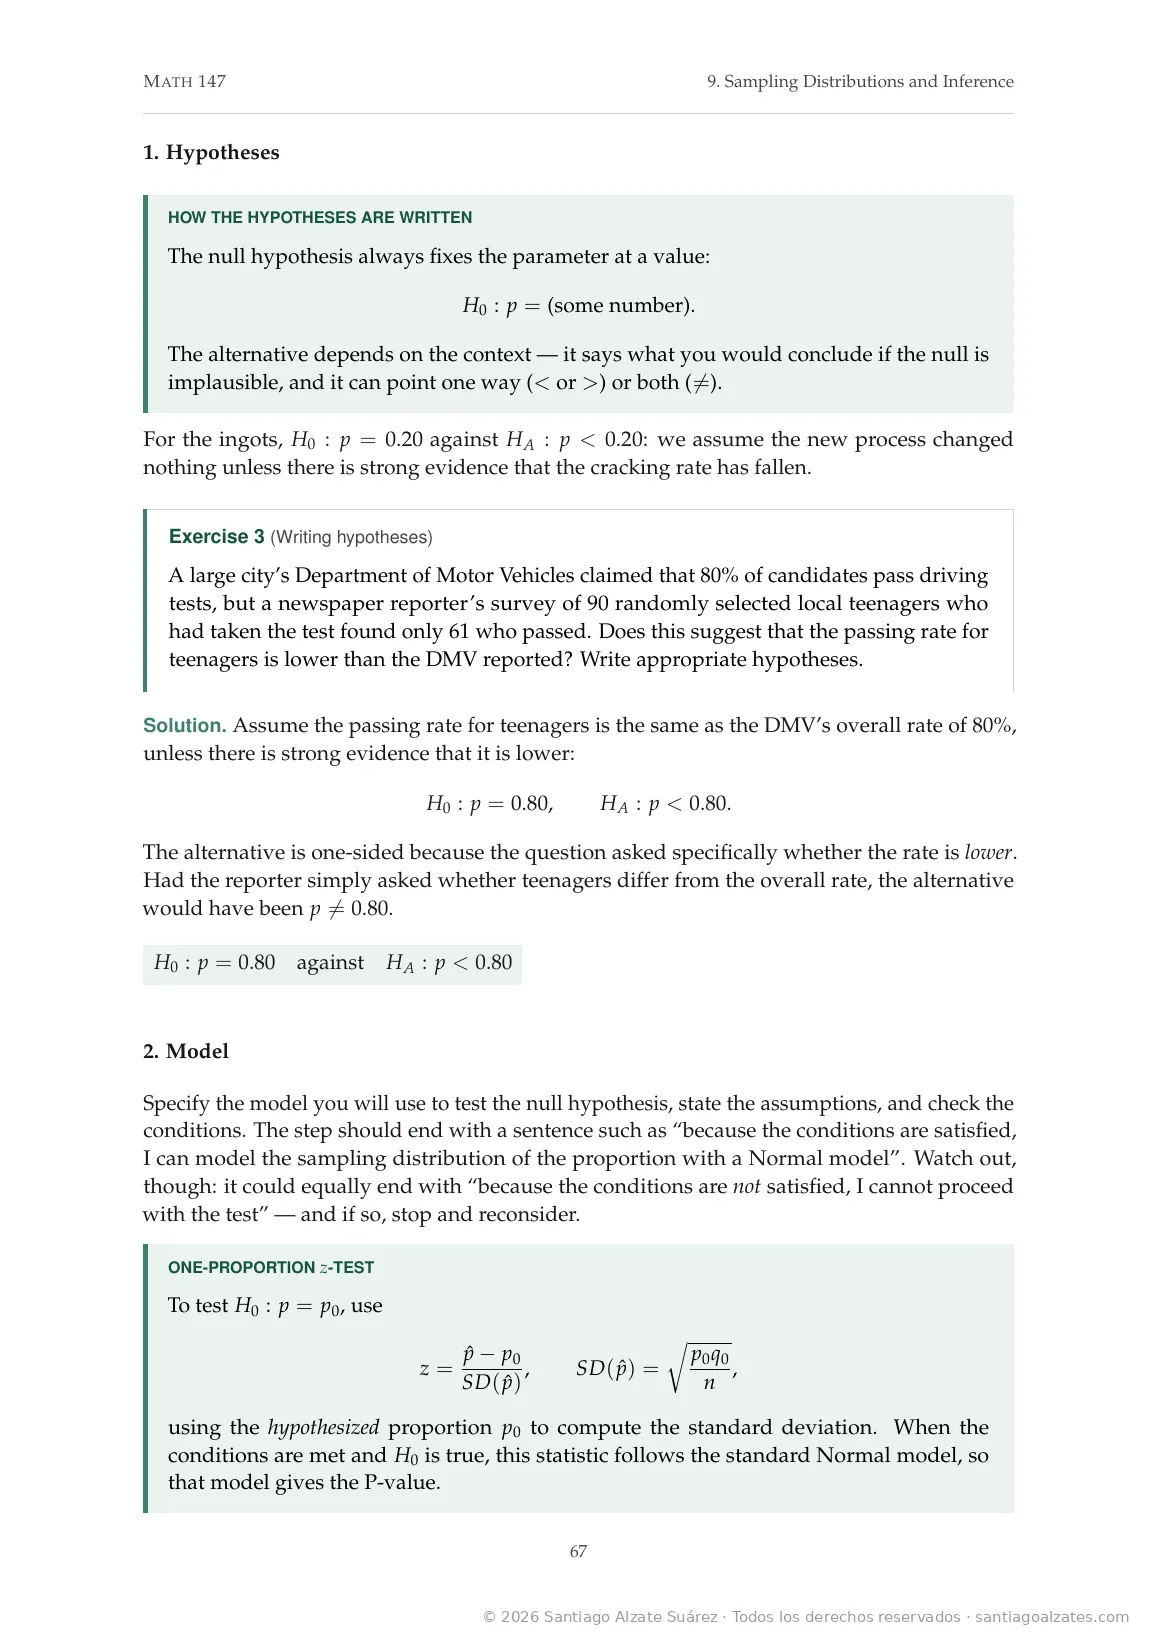 MATH 147
9. Sampling Distributions and Inference
1. Hypotheses
HOW THE HYPOTHESES ARE WRITTEN
The null hypothesis always fixes the parameter at a value:
H₀ : p = (some number).
The alternative depends on the context — it says what you would conclude if the null is
implausible, and it can point one way (< or >) or both (≠).
For the ingots, H₀ : p = 0.20 against H_A : p < 0.20: we assume the new process changed
nothing unless there is strong evidence that the cracking rate has fallen.
Exercise 3 (Writing hypotheses)
A large city’s Department of Motor Vehicles claimed that 80% of candidates pass driving
tests, but a newspaper reporter’s survey of 90 randomly selected local teenagers who
had taken the test found only 61 who passed. Does this suggest that the passing rate for
teenagers is lower than the DMV reported? Write appropriate hypotheses.
Solution. Assume the passing rate for teenagers is the same as the DMV’s overall rate of 80%,
unless there is strong evidence that it is lower:
H₀ : p = 0.80, H_A : p < 0.80.
The alternative is one-sided because the question asked specifically whether the rate is lower.
Had the reporter simply asked whether teenagers differ from the overall rate, the alternative
would have been p ≠ 0.80.
H₀ : p = 0.80 against H_A : p < 0.80
2. Model
Specify the model you will use to test the null hypothesis, state the assumptions, and check the
conditions. The step should end with a sentence such as “because the conditions are satisfied,
I can model the sampling distribution of the proportion with a Normal model”. Watch out,
though: it could equally end with “because the conditions are not satisfied, I cannot proceed
with the test” — and if so, stop and reconsider.
ONE-PROPORTION z-TEST
To test H₀ : p = p₀, use
z = (p̂ − p₀)/SD(p̂), SD(p̂) = √(p₀q₀/n),
using the hypothesized proportion p₀ to compute the standard deviation. When the
conditions are met and H₀ is true, this statistic follows the standard Normal model, so
that model gives the P-value.
67
© 2026 Santiago Alzate Suárez · Todos los derechos reservados · santiagoalzates.com